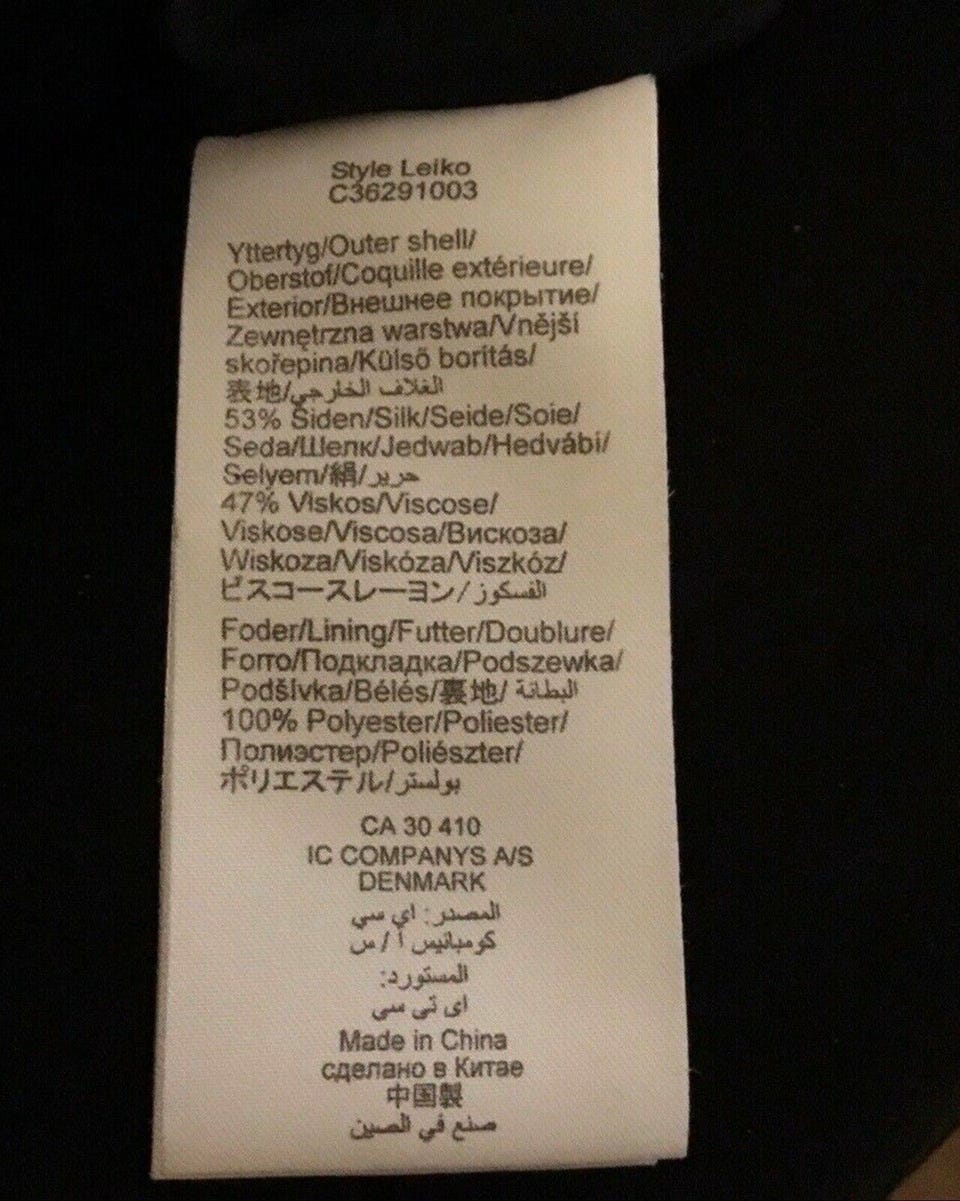 Style Leiko
C36291003
Yttertyg/Outer shell/
Oberstof/Coquille extérieure/
Exterior/Внешнее покрытие/
Zewnętrzna warstwa/Vnější
skořepina/Külső borítás/
表地/الغلاف الخارجي
53% Siden/Silk/Seide/Soie/
Seda/Шелк/Jedwab/Hedvábí/
Selyem/絹/حرير
47% Viskos/Viscose/
Viskose/Viscosa/Вискоза/
Wiskoza/Viskóza/Viszkóz/
ビスコースレーヨン/الفسكوز
Foder/Lining/Futter/Doublure/
Forro/Подкладка/Podszewka/
Podšívka/Bélés/裏地/البطانة
100% Polyester/Poliester/
Полиэстер/Poliészter/
ポリエステル/بولستر
CA 30 410
IC COMPANYS A/S
DENMARK
المصدر: اي سي
كومبانيس أ / س
المستورد:
اى تى سي
Made in China
сделано в Китае
中国製
صنع في الصين